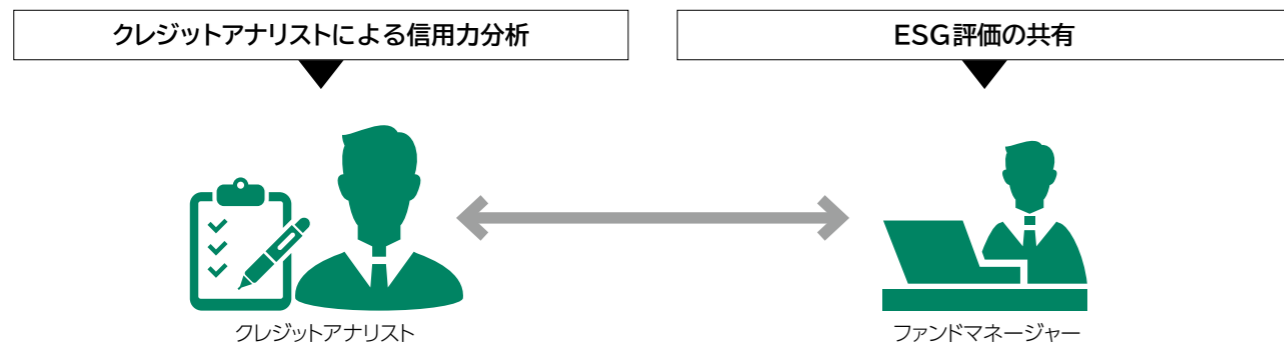 クレジットアナリストによる信用力分析
ESG評価の共有
クレジットアナリスト
ファンドマネージャー